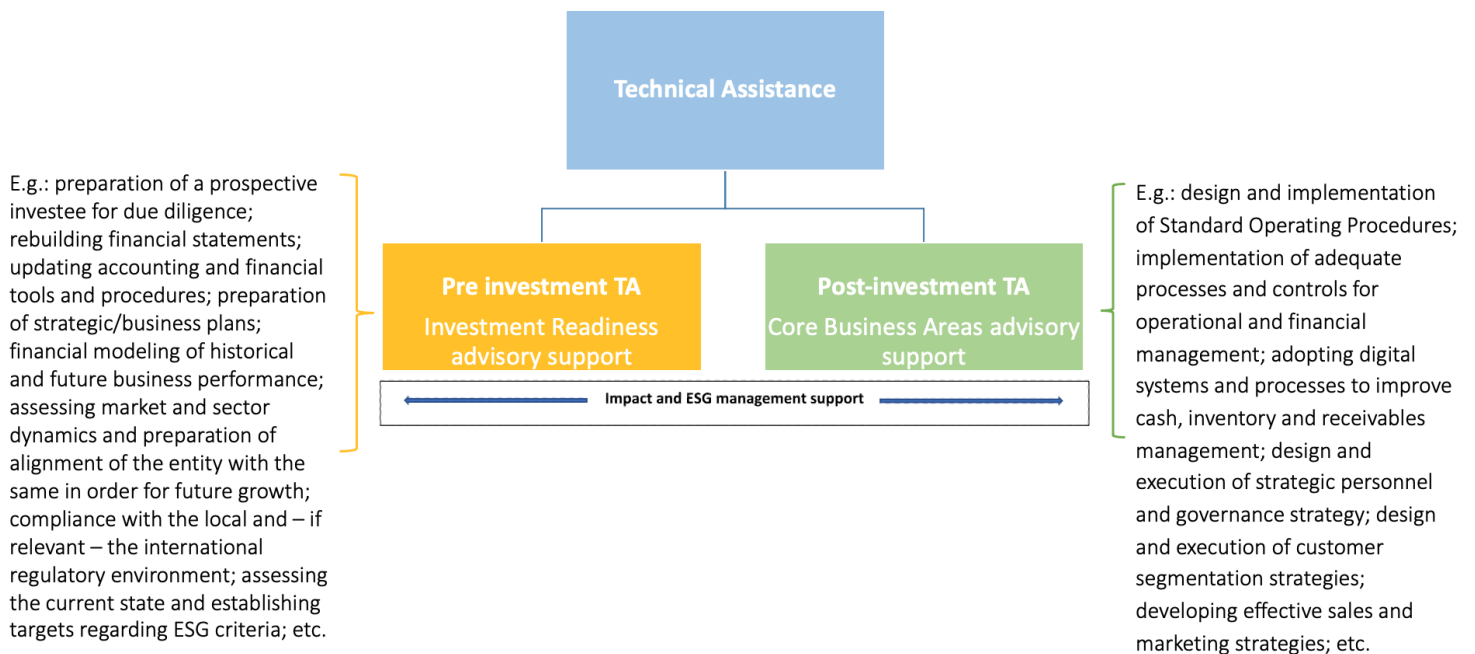 Technical Assistance
E.g.: preparation of a prospective
investee for due diligence;
rebuilding financial statements;
updating accounting and financial
tools and procedures; preparation
of strategic/business plans;
financial modeling of historical
and future business performance;
assessing market and sector
dynamics and preparation of
alignment of the entity with the
same in order for future growth;
compliance with the local and – if
relevant – the international
regulatory environment; assessing
the current state and establishing
targets regarding ESG criteria; etc.
Pre investment TA
Investment Readiness
advisory support
Post-investment TA
Core Business Areas advisory
support
Impact and ESG management support
E.g.: design and implementation
of Standard Operating Procedures;
implementation of adequate
processes and controls for
operational and financial
management; adopting digital
systems and processes to improve
cash, inventory and receivables
management; design and
execution of strategic personnel
and governance strategy; design
and execution of customer
segmentation strategies;
developing effective sales and
marketing strategies; etc.